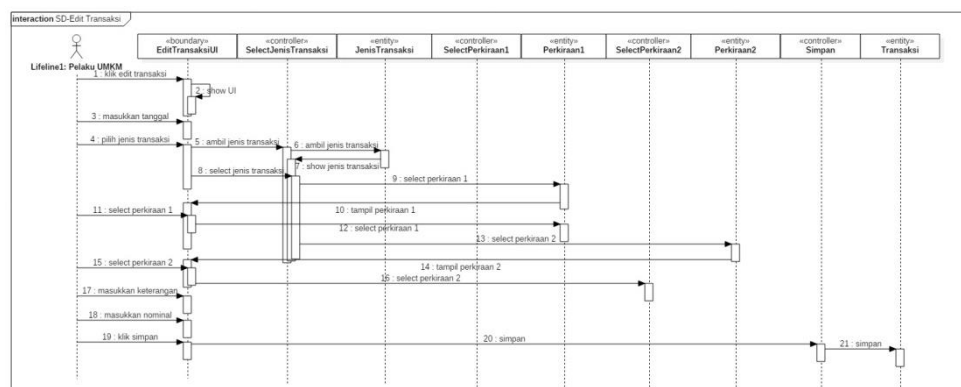 interaction SD-Edit Transaksi
«boundary»
EditTransaksiUI
«controller»
SelectJenisTransaksi
«entity»
JenisTransaksi
«controller»
SelectPerkiraan1
«entity»
Perkiraan1
«controller»
SelectPerkiraan2
«entity»
Perkiraan2
«controller»
Simpan
«entity»
Transaksi
Lifeline1: Pelaku UMKM
1 : klik edit transaksi
2 : show UI
3 : masukkan tanggal
4 : pilih jenis transaksi
5 : ambil jenis transaksi
6 : ambil jenis transaksi
7 : show jenis transaksi
8 : select jenis transaksi
9 : select perkiraan 1
10 : tampil perkiraan 1
11 : select perkiraan 1
12 : select perkiraan 1
13 : select perkiraan 2
14 : tampil perkiraan 2
15 : select perkiraan 2
16 : select perkiraan 2
17 : masukkan keterangan
18 : masukkan nominal
19 : klik simpan
20 : simpan
21 : simpan